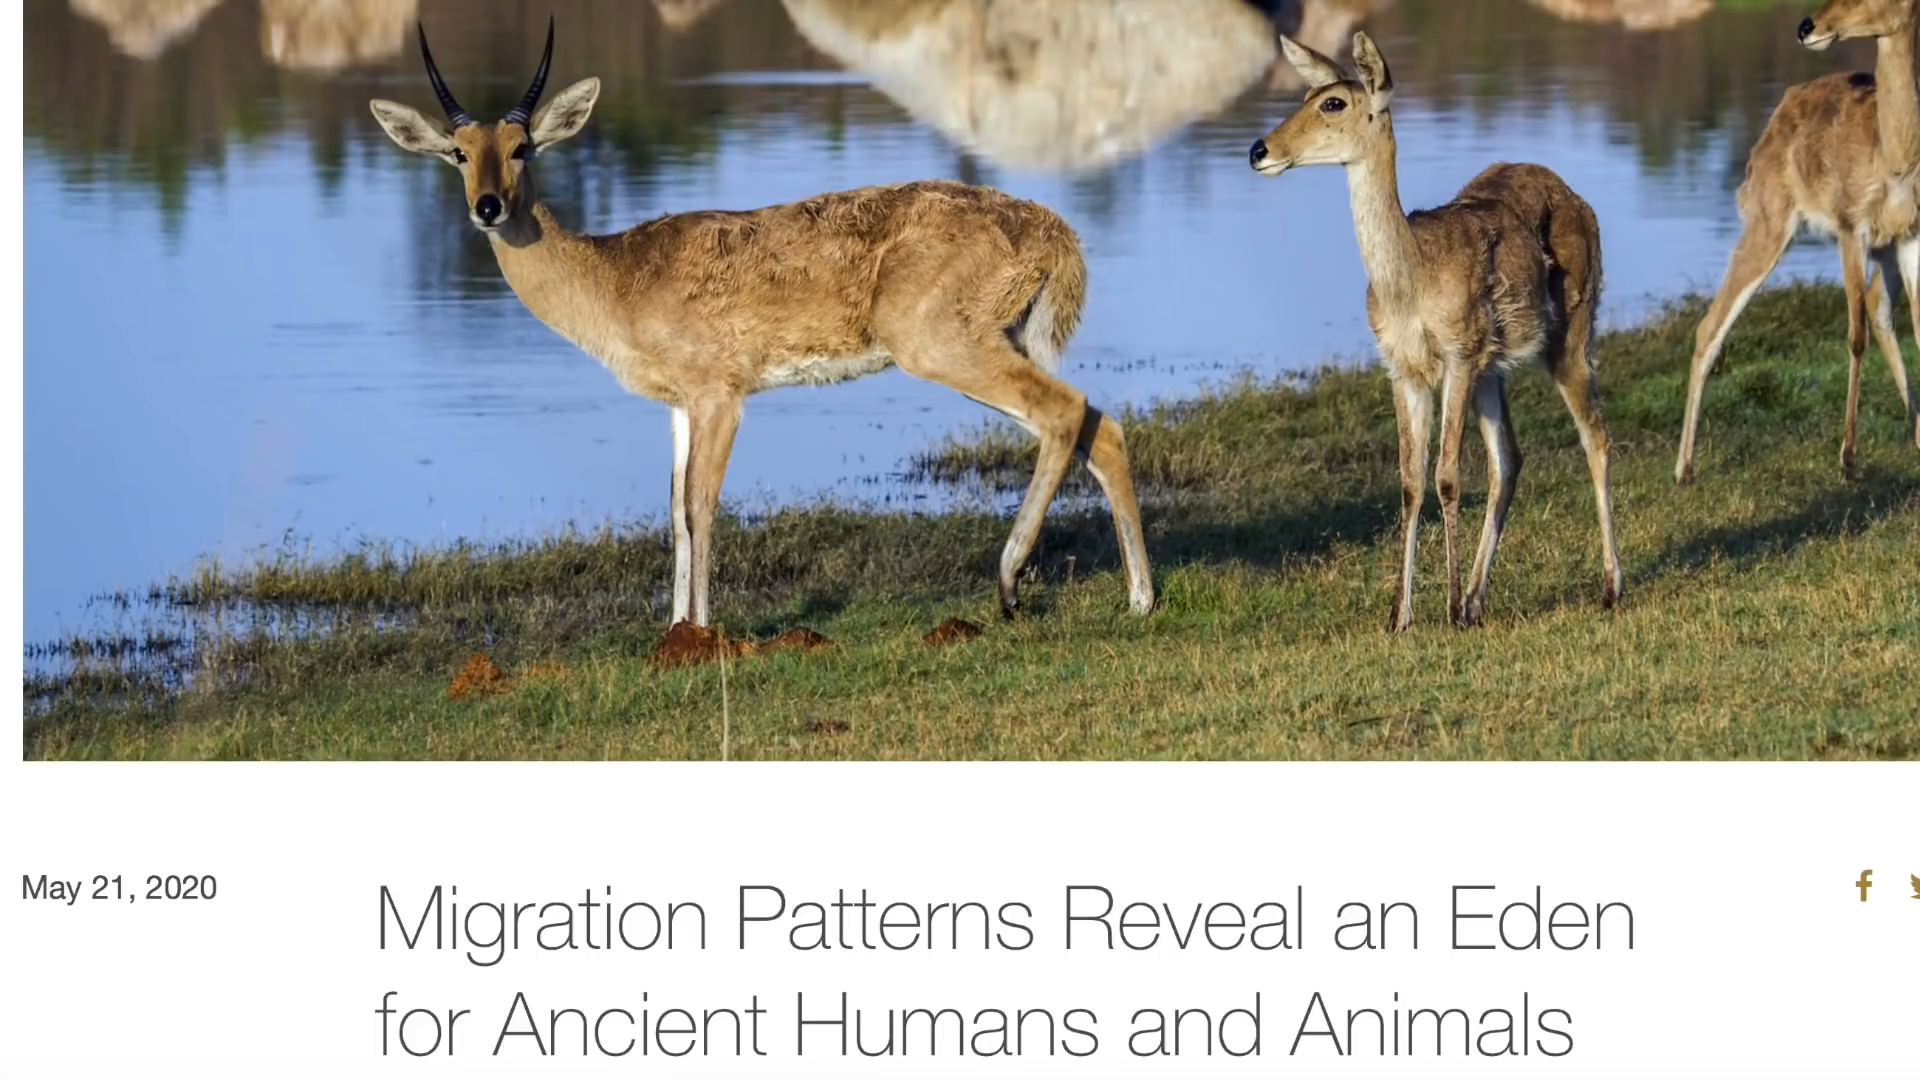 May 21, 2020
Migration Patterns Reveal an Eden
for Ancient Humans and Animals